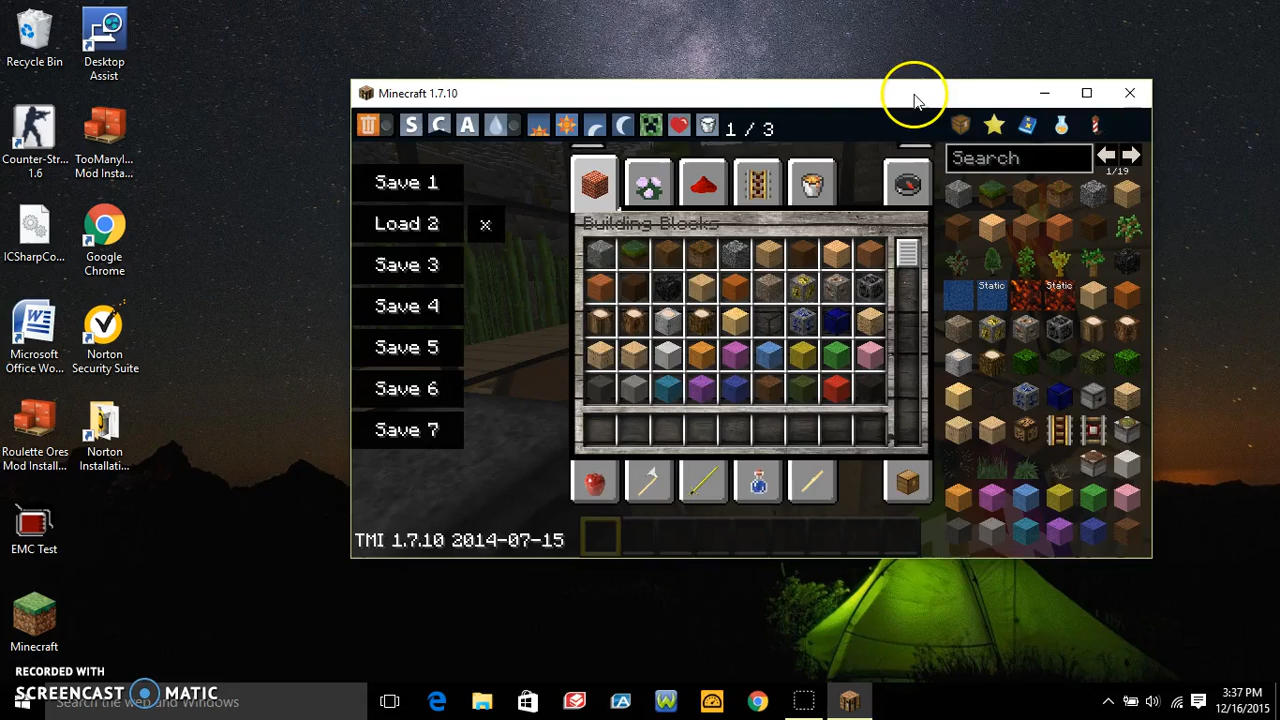 Recycle Bin
Desktop
Assist
Counter-Str...
1.6
TooManyI...
Mod Insta...
ICSharpCo...
Google
Chrome
Microsoft
Office Wo...
Norton
Security Suite
Roulette Ores
Mod Install...
Norton
Installati...
EMC Test
Minecraft
Minecraft 1.7.10
S
C
A
1 / 3
Save 1
Load 2
x
Save 3
Save 4
Save 5
Save 6
Save 7
Building Blocks
Search
1/19
Static
Static
TMI 1.7.10 2014-07-15
RECORDED WITH
SCREENCAST MATIC
Search the web and Windows
3:37 PM
12/16/2015